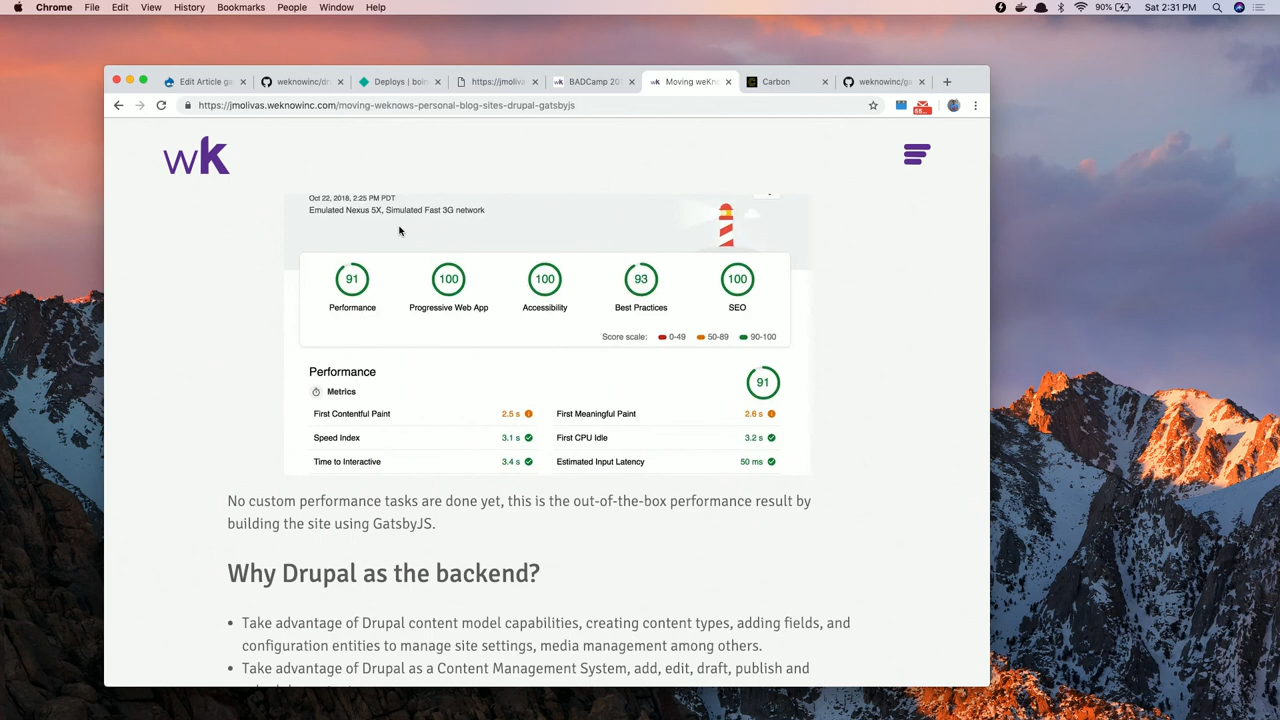 Chrome File Edit View History Bookmarks People Window Help 90% Sat 2:31 PM
Edit Article ga weknowinc/dr Deploys | boin https://jmoliva BADCamp 201 Moving weKno Carbon weknowinc/ga
https://jmolivas.weknowinc.com/moving-weknows-personal-blog-sites-drupal-gatsbyjs
wk
Oct 22, 2018, 2:25 PM PDT
Emulated Nexus 5X, Simulated Fast 3G network
91 100 100 93 100
Performance Progressive Web App Accessibility Best Practices SEO
Score scale: 0-49 50-89 90-100
Performance 91
Metrics
First Contentful Paint 2.5 s First Meaningful Paint 2.6 s
Speed Index 3.1 s First CPU Idle 3.2 s
Time to Interactive 3.4 s Estimated Input Latency 50 ms
No custom performance tasks are done yet, this is the out-of-the-box performance result by
building the site using GatsbyJS.
Why Drupal as the backend?
• Take advantage of Drupal content model capabilities, creating content types, adding fields, and
configuration entities to manage site settings, media management among others.
• Take advantage of Drupal as a Content Management System, add, edit, draft, publish and